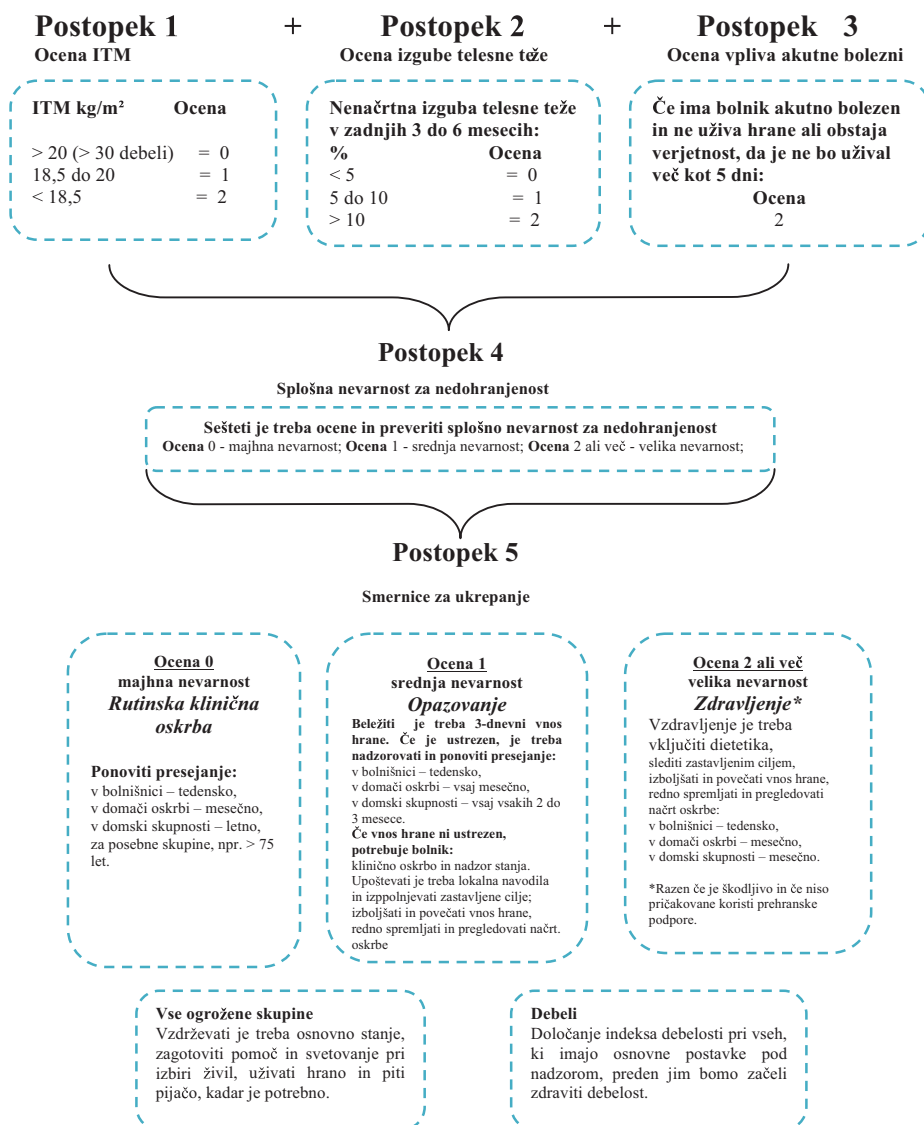 Postopek 1 + Postopek 2 + Postopek 3
Ocena ITM
Ocena izgube telesne teže
Ocena vpliva akutne bolezni
ITM kg/m² Ocena
> 20 (> 30 debeli) = 0
18,5 do 20 = 1
< 18,5 = 2
Nenačrtna izguba telesne teže
v zadnjih 3 do 6 mesecih:
% Ocena
< 5 = 0
5 do 10 = 1
> 10 = 2
Če ima bolnik akutno bolezen
in ne uživa hrane ali obstaja
verjetnost, da je ne bo užival
več kot 5 dni:
Ocena
2
Postopek 4
Splošna nevarnost za nedohranjenost
Sešteti je treba ocene in preveriti splošno nevarnost za nedohranjenost
Ocena 0 - majhna nevarnost; Ocena 1 - srednja nevarnost; Ocena 2 ali več - velika nevarnost;
Postopek 5
Smernice za ukrepanje
Ocena 0
majhna nevarnost
Rutinska klinična
oskrba
Ponoviti presejanje:
v bolnišnici – tedensko,
v domači oskrbi – mesečno,
v domski skupnosti – letno,
za posebne skupine, npr. > 75
let.
Ocena 1
srednja nevarnost
Opazovanje
Beležiti je treba 3-dnevni vnos
hrane. Če je ustrezen, je treba
nadzorovati in ponoviti presejanje:
v bolnišnici – tedensko,
v domači oskrbi – vsaj mesečno,
v domski skupnosti – vsaj vsakih 2 do
3 mesece.
Če vnos hrane ni ustrezen,
potrebuje bolnik:
klinično oskrbo in nadzor stanja.
Upoštevati je treba lokalna navodila
in izppolnjevati zastavljene cilje;
izboljšati in povečati vnos hrane,
redno spremljati in pregledovati načrt.
oskrbe
Ocena 2 ali več
velika nevarnost
Zdravljenje*
Vzdravljenje je treba
vključiti dietetika,
slediti zastavljenim ciljem,
izboljšati in povečati vnos hrane,
redno spremljati in pregledovati
načrt oskrbe:
v bolnišnici – tedensko,
v domači oskrbi – mesečno,
v domski skupnosti – mesečno.
*Razen če je škodljivo in če niso
pričakovane koristi prehranske
podpore.
Vse ogrožene skupine
Vzdrževati je treba osnovno stanje,
zagotoviti pomoč in svetovanje pri
izbiri živil, uživati hrano in piti
pijačo, kadar je potrebno.
Debeli
Določanje indeksa debelosti pri vseh,
ki imajo osnovne postavke pod
nadzorom, preden jim bomo začeli
zdraviti debelost.